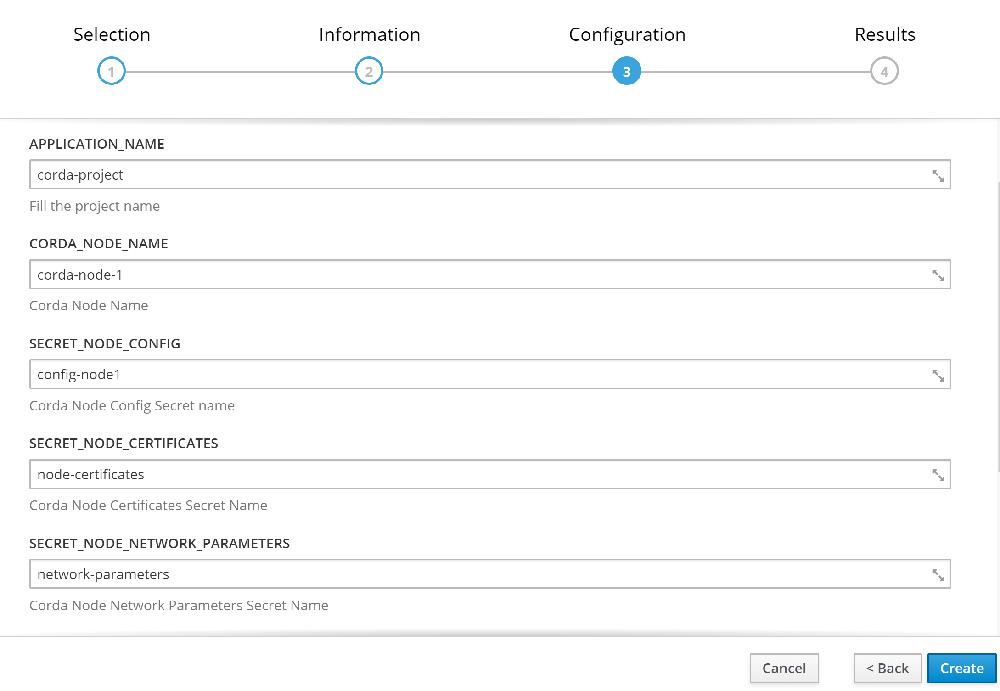 Selection Information Configuration Results
1 2 3 4
APPLICATION_NAME
corda-project
Fill the project name
CORDA_NODE_NAME
corda-node-1
Corda Node Name
SECRET_NODE_CONFIG
config-node1
Corda Node Config Secret name
SECRET_NODE_CERTIFICATES
node-certificates
Corda Node Certificates Secret Name
SECRET_NODE_NETWORK_PARAMETERS
network-parameters
Corda Node Network Parameters Secret Name
Cancel < Back Create